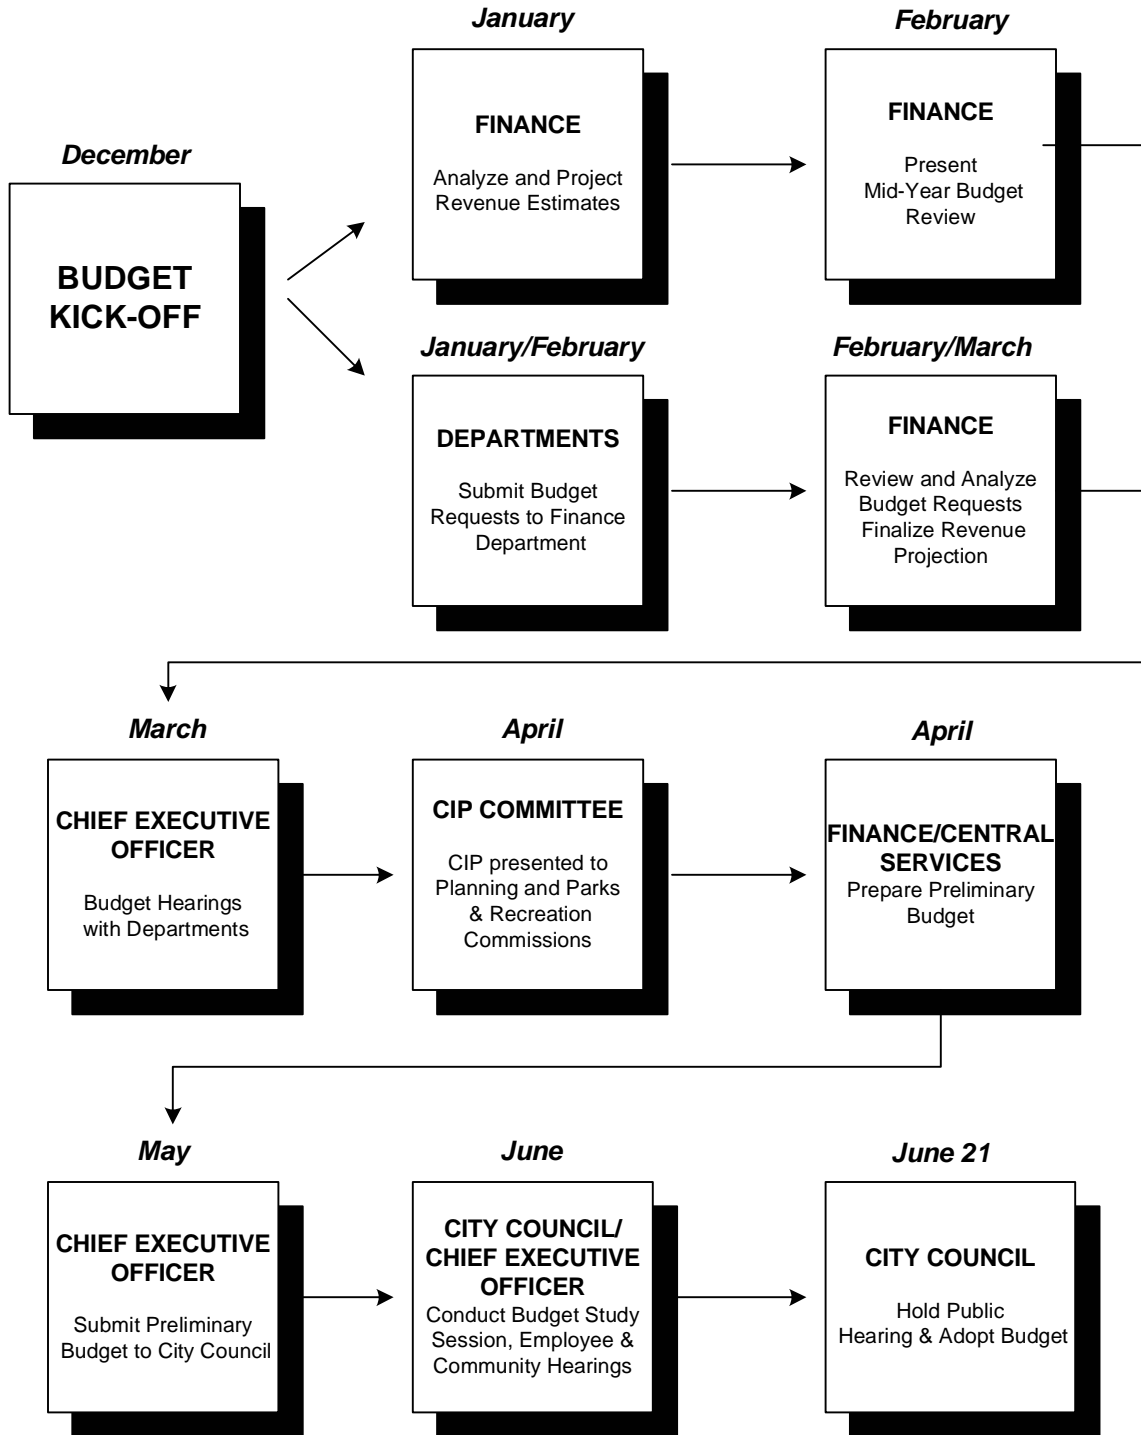 December
BUDGET
KICK-OFF
January
FINANCE
Analyze and Project
Revenue Estimates
February
FINANCE
Present
Mid-Year Budget
Review
January/February
DEPARTMENTS
Submit Budget
Requests to Finance
Department
February/March
FINANCE
Review and Analyze
Budget Requests
Finalize Revenue
Projection
March
CHIEF EXECUTIVE
OFFICER
Budget Hearings
with Departments
April
CIP COMMITTEE
CIP presented to
Planning and Parks
& Recreation
Commissions
April
FINANCE/CENTRAL
SERVICES
Prepare Preliminary
Budget
May
CHIEF EXECUTIVE
OFFICER
Submit Preliminary
Budget to City Council
June
CITY COUNCIL/
CHIEF EXECUTIVE
OFFICER
Conduct Budget Study
Session, Employee &
Community Hearings
June 21
CITY COUNCIL
Hold Public
Hearing & Adopt Budget